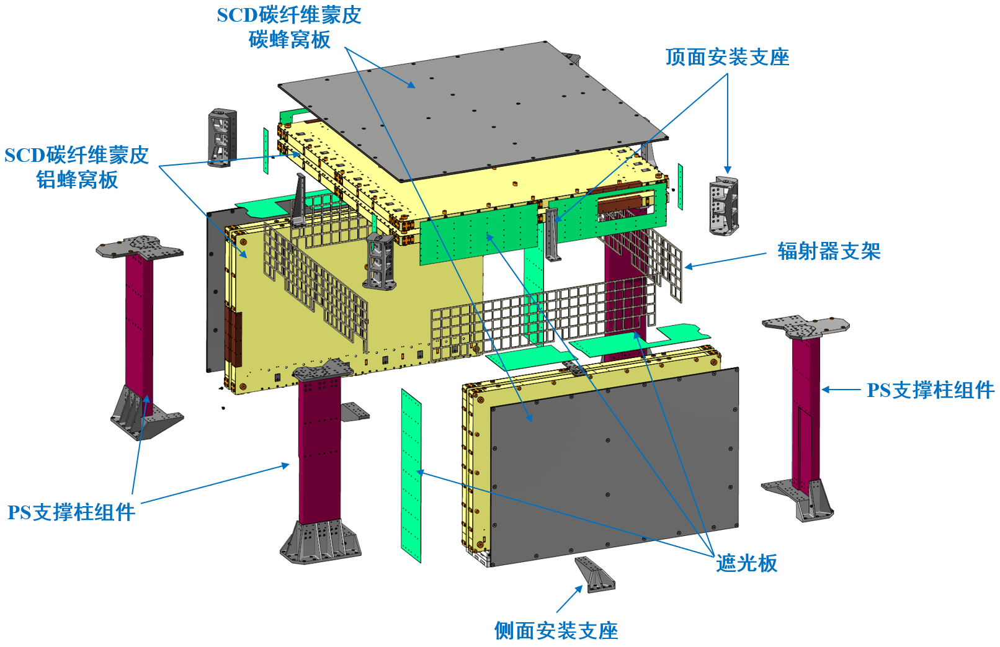 SCD碳纤维蒙皮
碳蜂窝板
顶面安装支座
SCD碳纤维蒙皮
铝蜂窝板
辐射器支架
PS支撑柱组件
PS支撑柱组件
遮光板
侧面安装支座